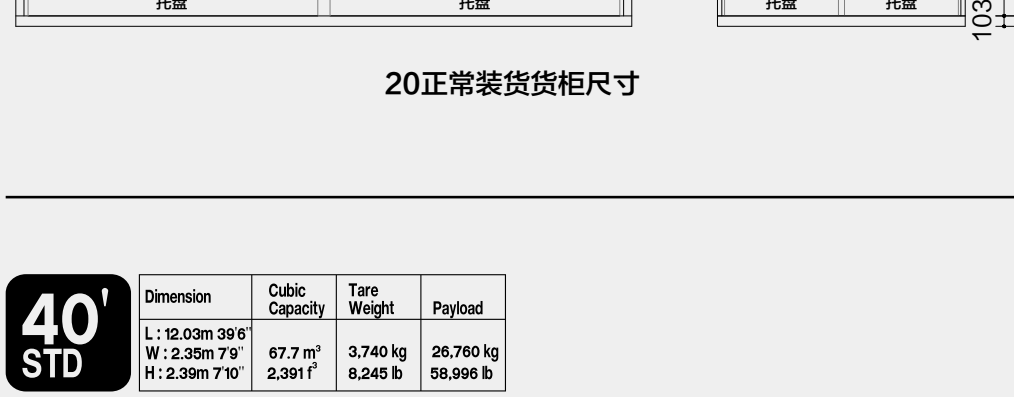 托盘 托盘 托盘 托盘
103
20正常装货货柜尺寸
40'
STD
Dimension Cubic Capacity Tare Weight Payload
L : 12.03m 39'6"
W : 2.35m 7'9" 67.7 m³ 3,740 kg 26,760 kg
H : 2.39m 7'10" 2,391 f³ 8,245 lb 58,996 lb